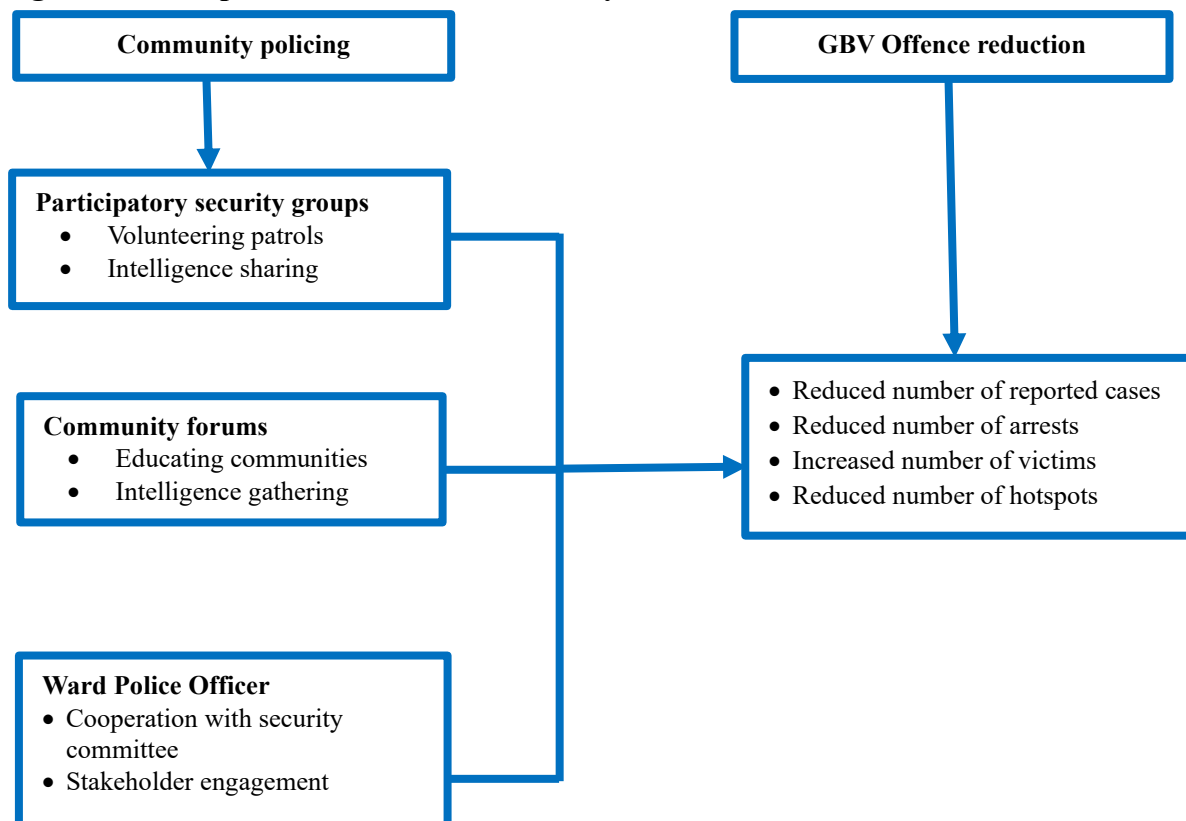 Community policing
GBV Offence reduction
Participatory security groups
• Volunteering patrols
• Intelligence sharing
Community forums
• Educating communities
• Intelligence gathering
Ward Police Officer
• Cooperation with security
committee
• Stakeholder engagement
• Reduced number of reported cases
• Reduced number of arrests
• Increased number of victims
• Reduced number of hotspots